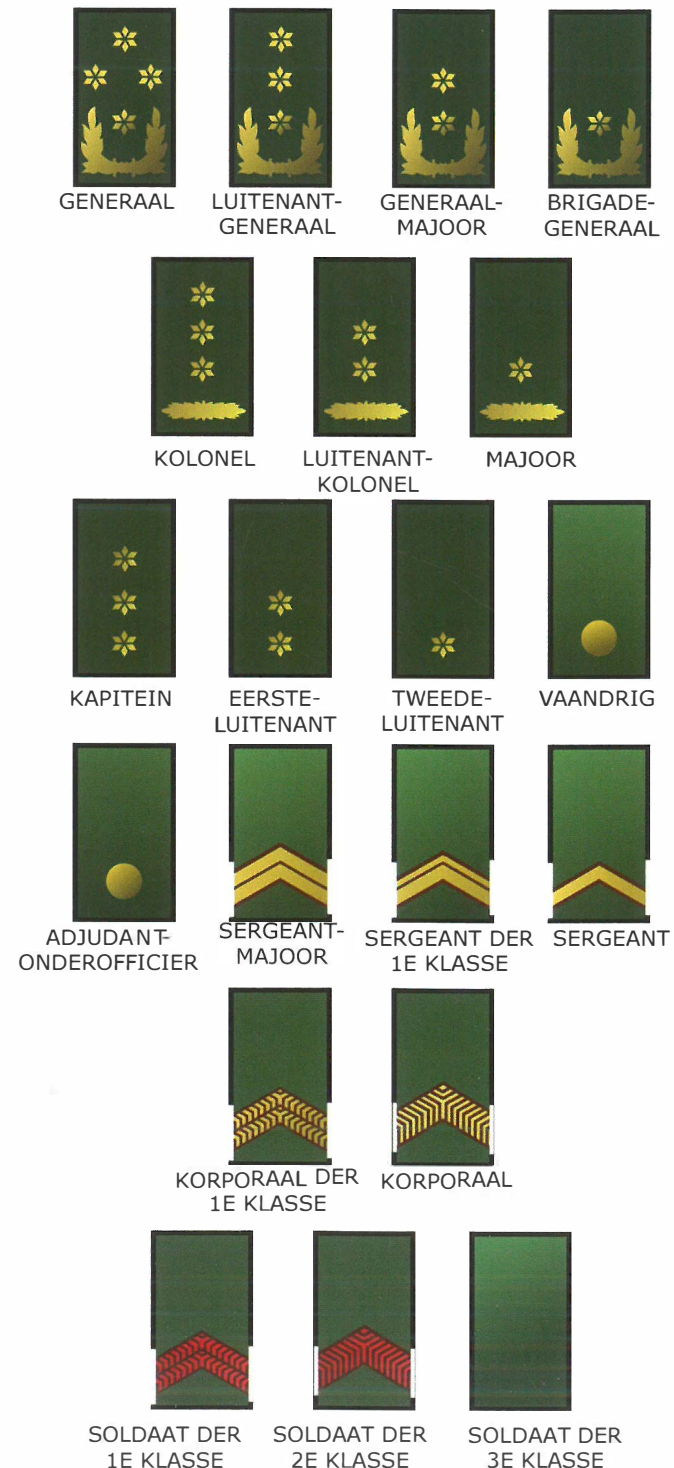 GENERAAL
LUITENANT-
GENERAAL
GENERAAL-
MAJOOR
BRIGADE-
GENERAAL
KOLONEL
LUITENANT-
KOLONEL
MAJOOR
KAPITEIN
EERSTE-
LUITENANT
TWEEDE-
LUITENANT
VAANDRIG
ADJUDANT-
ONDEROFFICIER
SERGEANT-
MAJOOR
SERGEANT DER
1E KLASSE
SERGEANT
KORPORAAL DER
1E KLASSE
KORPORAAL
SOLDAAT DER
1E KLASSE
SOLDAAT DER
2E KLASSE
SOLDAAT DER
3E KLASSE